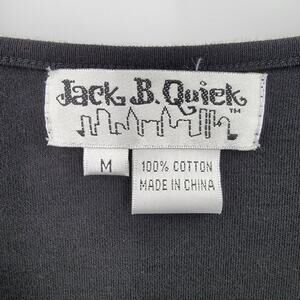 Jack B. Quick™
M
100% COTTON
MADE IN CHINA